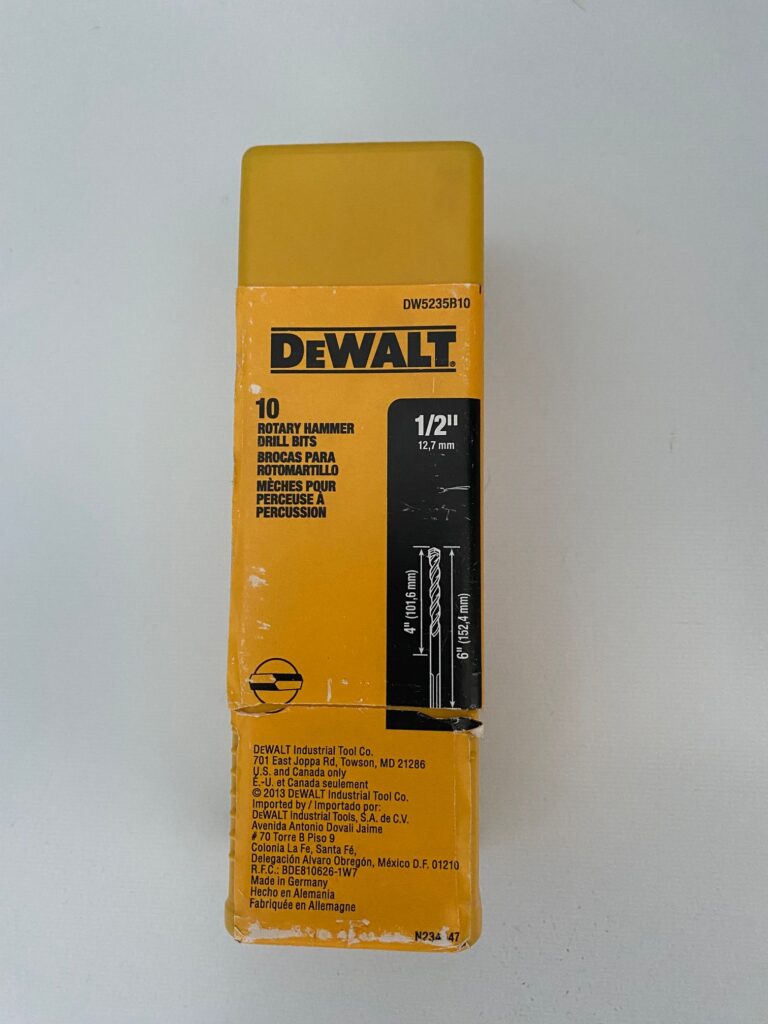 DW5235B10
DEWALT®
10
ROTARY HAMMER
DRILL BITS
BROCAS PARA
ROTOMARTILLO
MÈCHES POUR
PERCEUSE À
PERCUSSION
1/2"
12,7 mm
4" (101,6 mm)
6" (152,4 mm)
DEWALT Industrial Tool Co.
701 East Joppa Rd, Towson, MD 21286
U.S. and Canada only
É.-U. et Canada seulement
© 2013 DEWALT Industrial Tool Co.
Imported by / Importado por:
DEWALT Industrial Tools, S.A. de C.V.
Avenida Antonio Dovali Jaime
# 70 Torre B Piso 9
Colonia La Fe, Santa Fé,
Delegación Alvaro Obregón, México D.F. 01210
R.F.C.: BDE810626-1W7
Made in Germany
Hecho en Alemania
Fabriquée en Allemagne